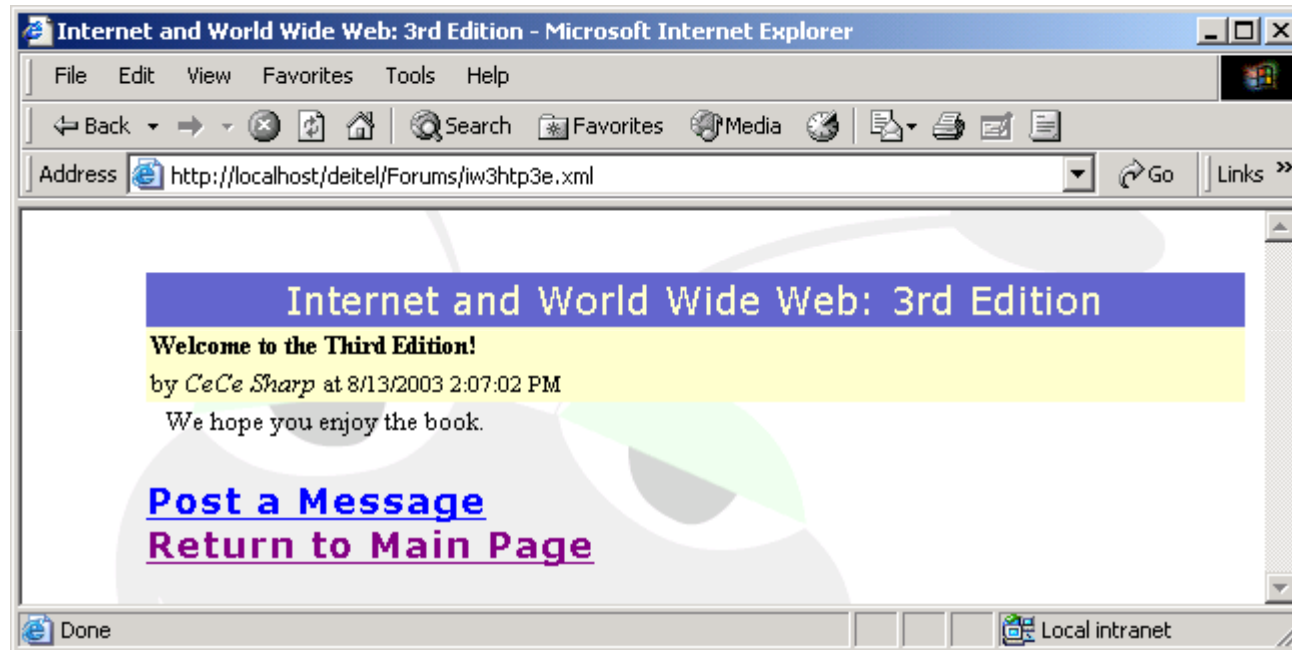 Internet and World Wide Web: 3rd Edition - Microsoft Internet Explorer
File Edit View Favorites Tools Help
Back Search Favorites Media
Address http://localhost/deitel/Forums/iw3htp3e.xml Go Links »
Internet and World Wide Web: 3rd Edition
Welcome to the Third Edition!
by CeCe Sharp at 8/13/2003 2:07:02 PM
We hope you enjoy the book.
Post a Message
Return to Main Page
Done Local intranet